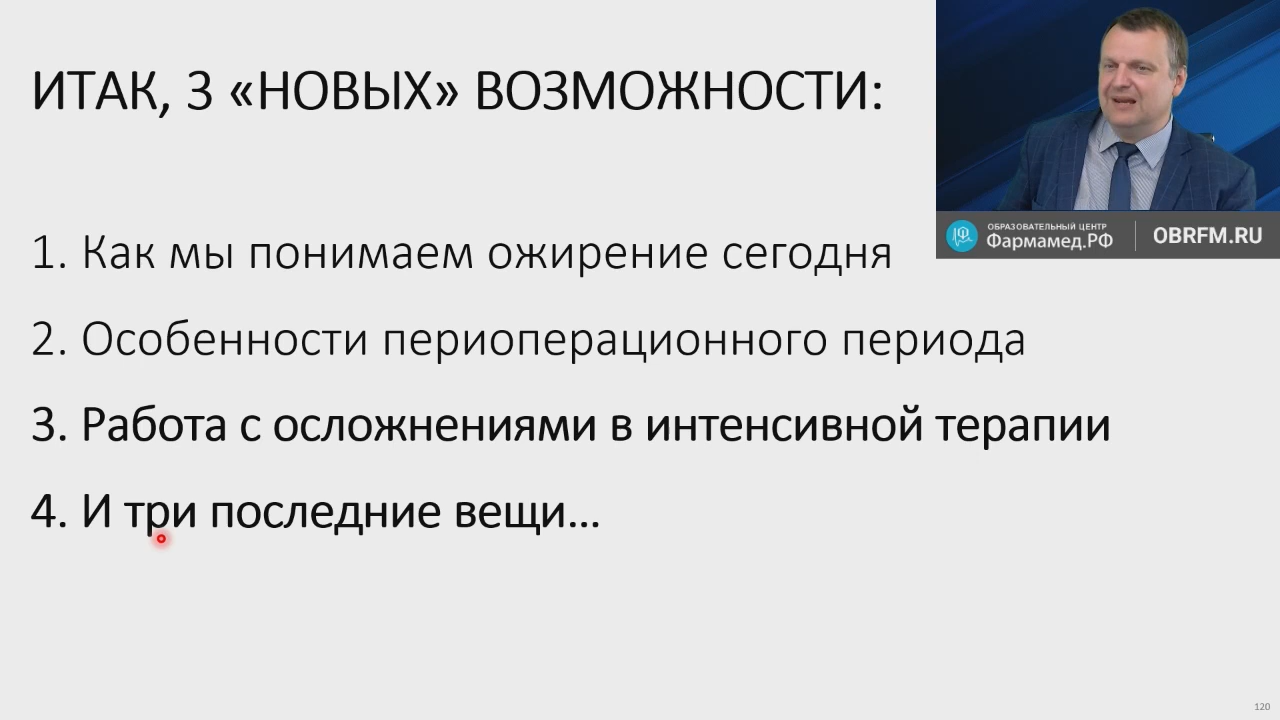 ИТАК, 3 «НОВЫХ» ВОЗМОЖНОСТИ:
ОБРАЗОВАТЕЛЬНЫЙ ЦЕНТР
Фармамед.РФ
OBRFM.RU
1. Как мы понимаем ожирение сегодня
2. Особенности периоперационного периода
3. Работа с осложнениями в интенсивной терапии
4. И три последние вещи...
120